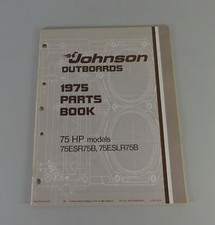 Johnson
OUTBOARDS
1975
PARTS
BOOK
75 HP models
75ESR75B, 75ESLR75B